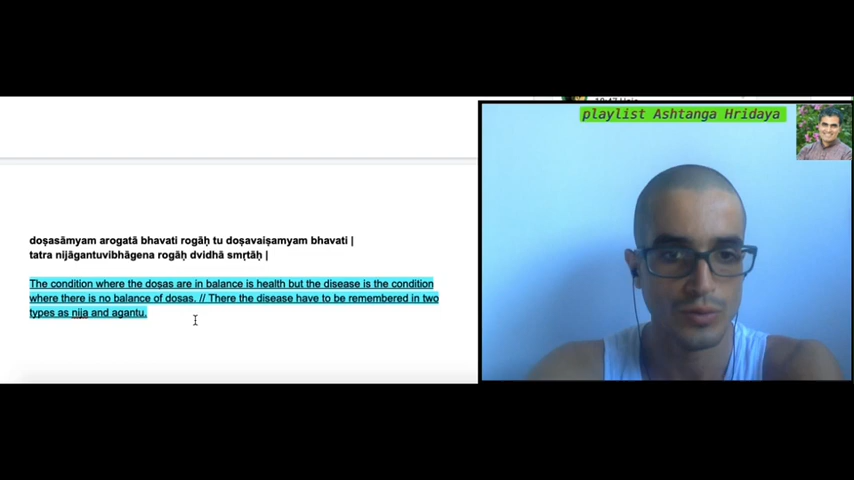 playlist Ashtanga Hridaya
doṣasāmyam arogatā bhavati rogāḥ tu doṣavaiṣamyam bhavati |
tatra nijāgantuvibhāgena rogāḥ dvidhā smṛtāḥ |
The condition where the doṣas are in balance is health but the disease is the condition
where there is no balance of dosas. // There the disease have to be remembered in two
types as nija and agantu.